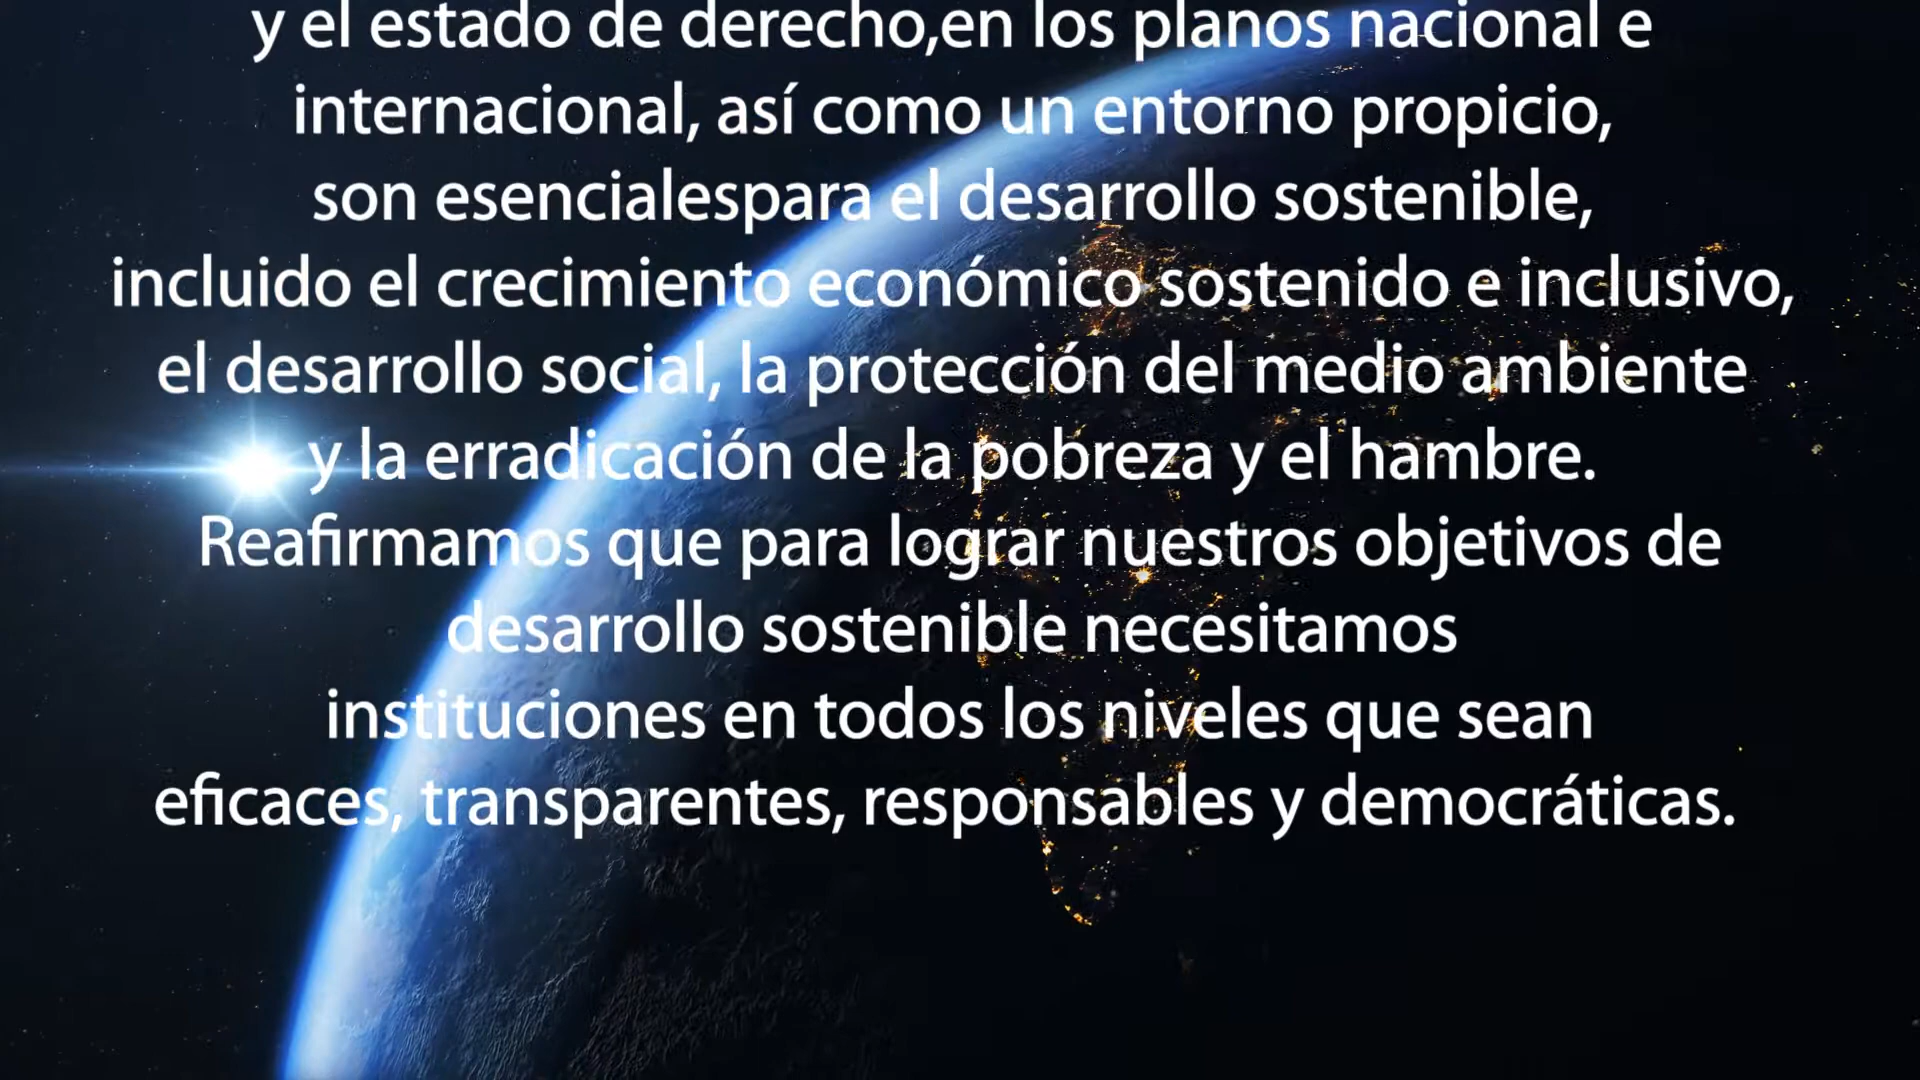 y el estado de derecho,en los planos nacional e
internacional, así como un entorno propicio,
son esencialespara el desarrollo sostenible,
incluido el crecimiento económico sostenido e inclusivo,
el desarrollo social, la protección del medio ambiente
y la erradicación de la pobreza y el hambre.
Reafirmamos que para lograr nuestros objetivos de
desarrollo sostenible necesitamos
instituciones en todos los niveles que sean
eficaces, transparentes, responsables y democráticas.